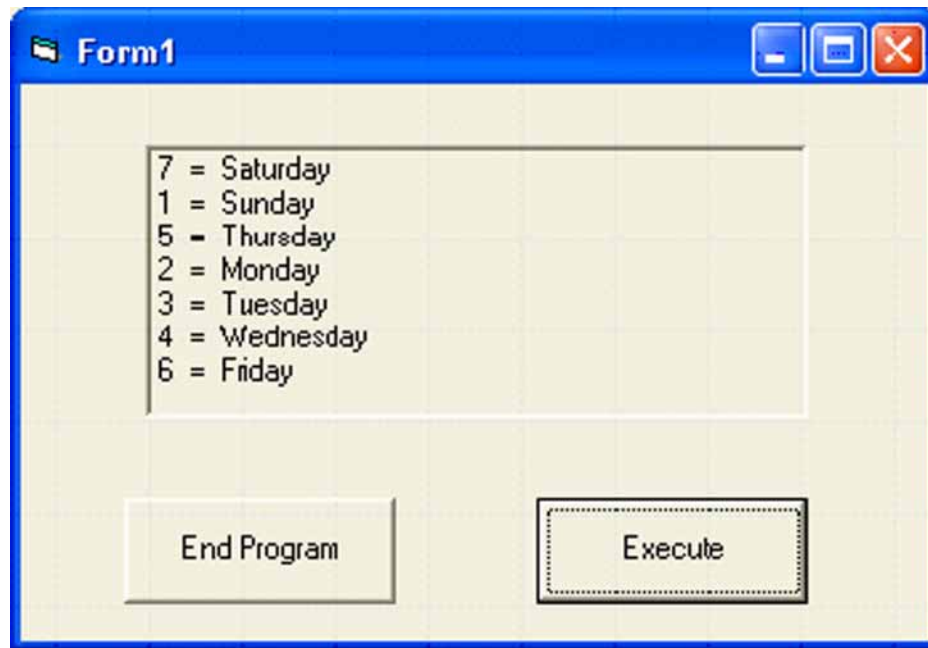 Form1
7 = Saturday
1 = Sunday
5 = Thursday
2 = Monday
3 = Tuesday
4 = Wednesday
6 = Friday
End Program
Execute